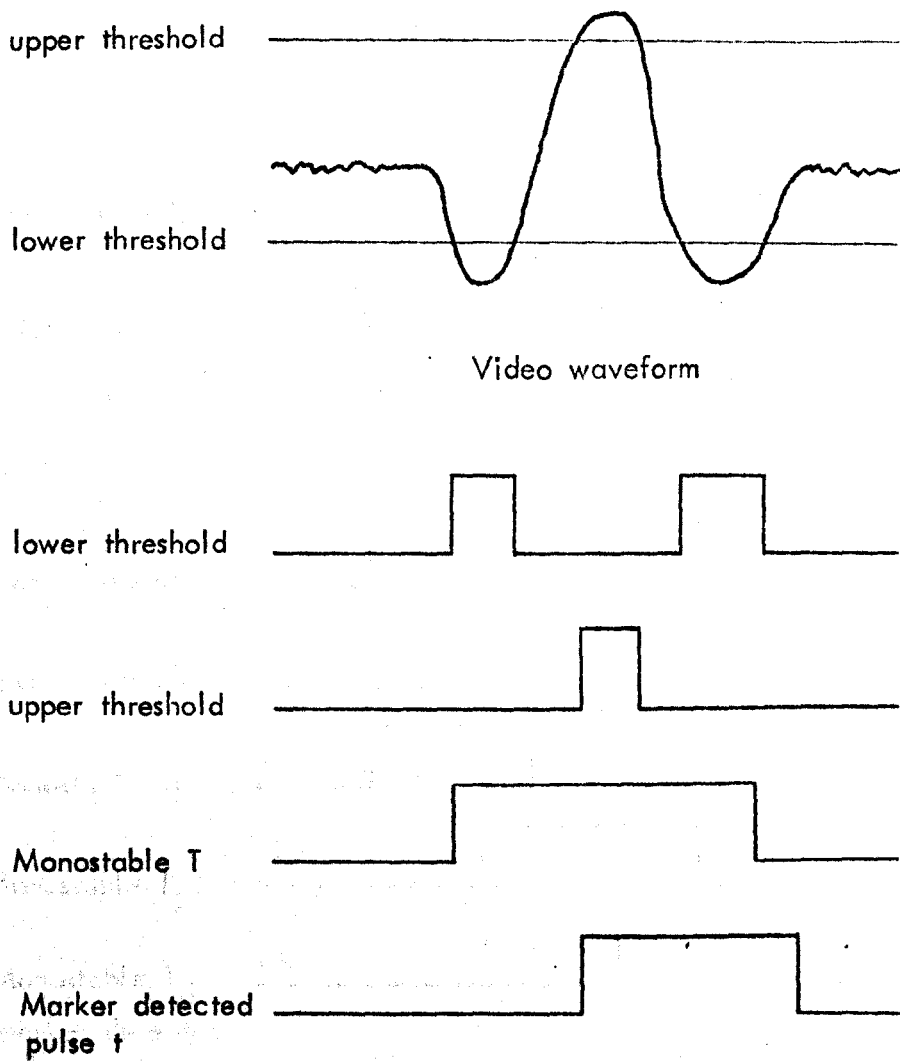 upper threshold
lower threshold
Video waveform
lower threshold
upper threshold
Monostable T
Marker detected
pulse t